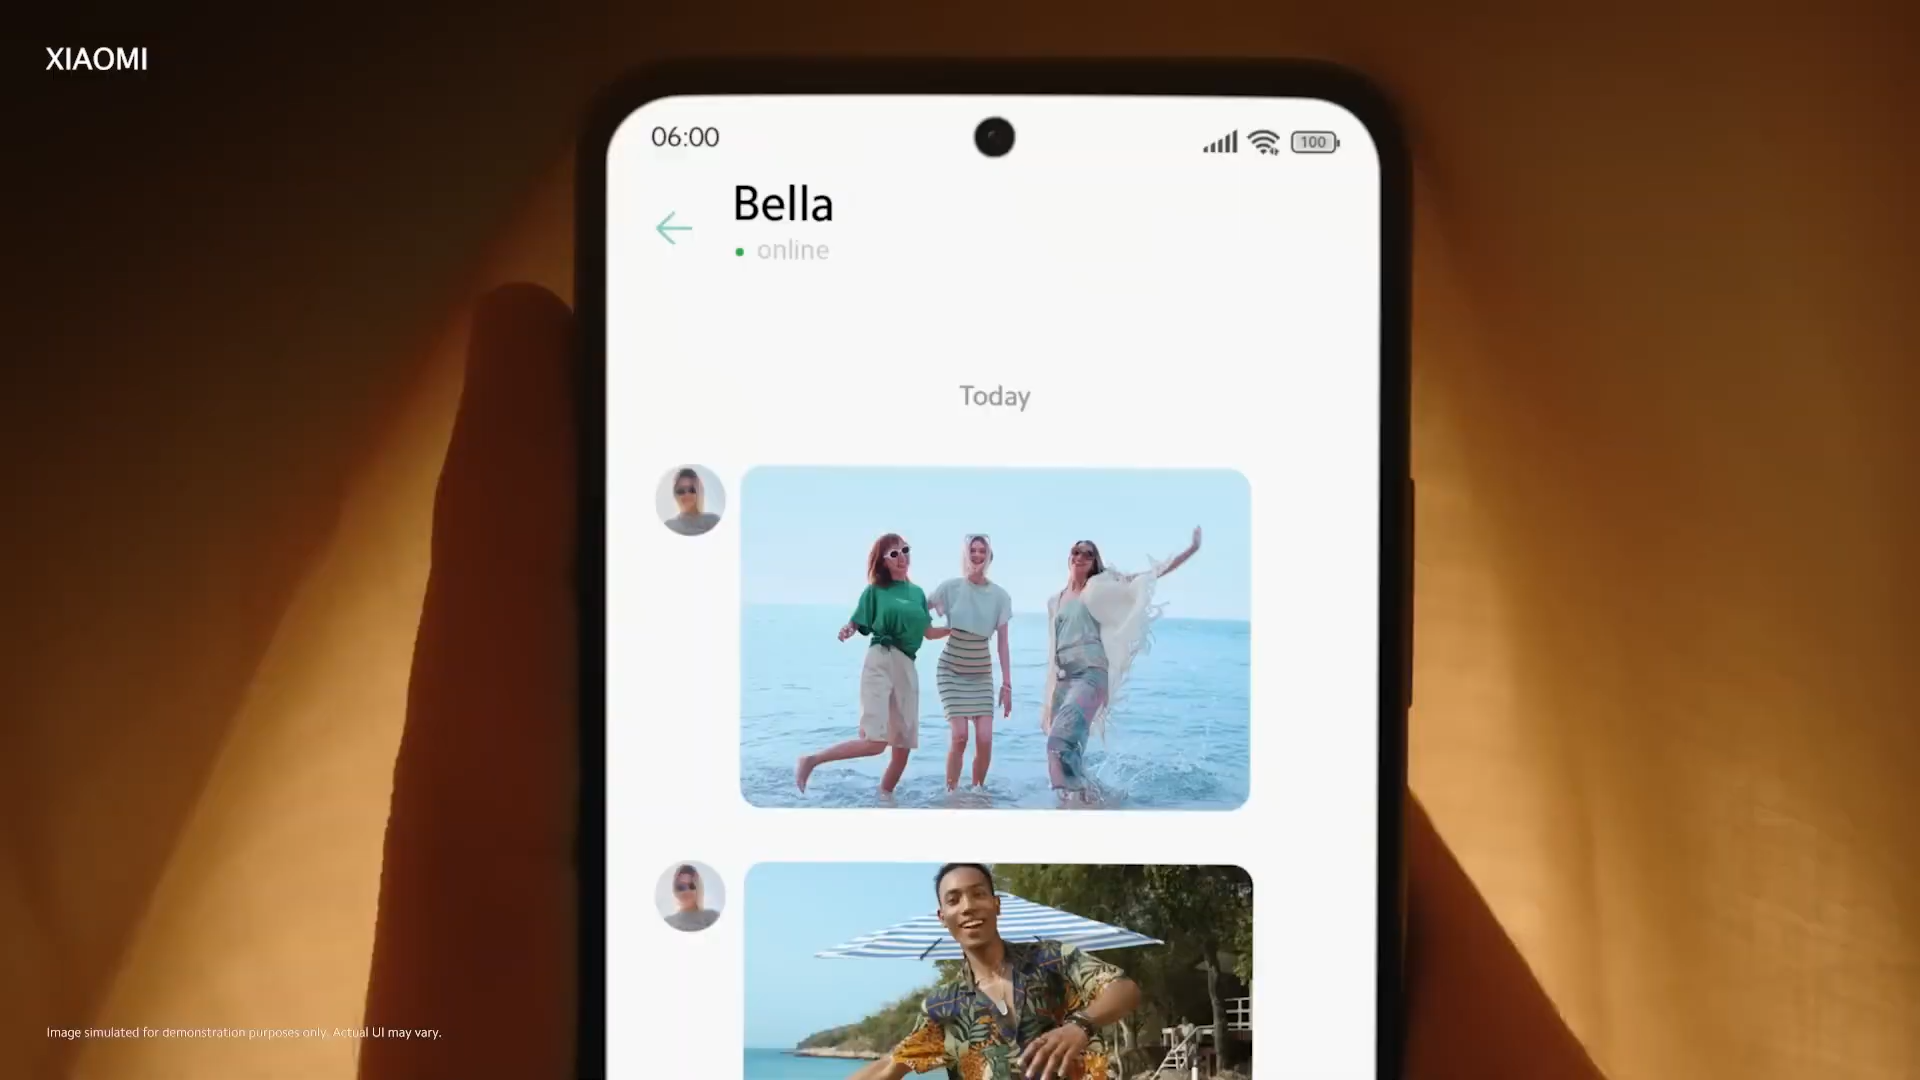 XIAOMI
06:00
100
Bella
online
Today
Image simulated for demonstration purposes only. Actual UI may vary.